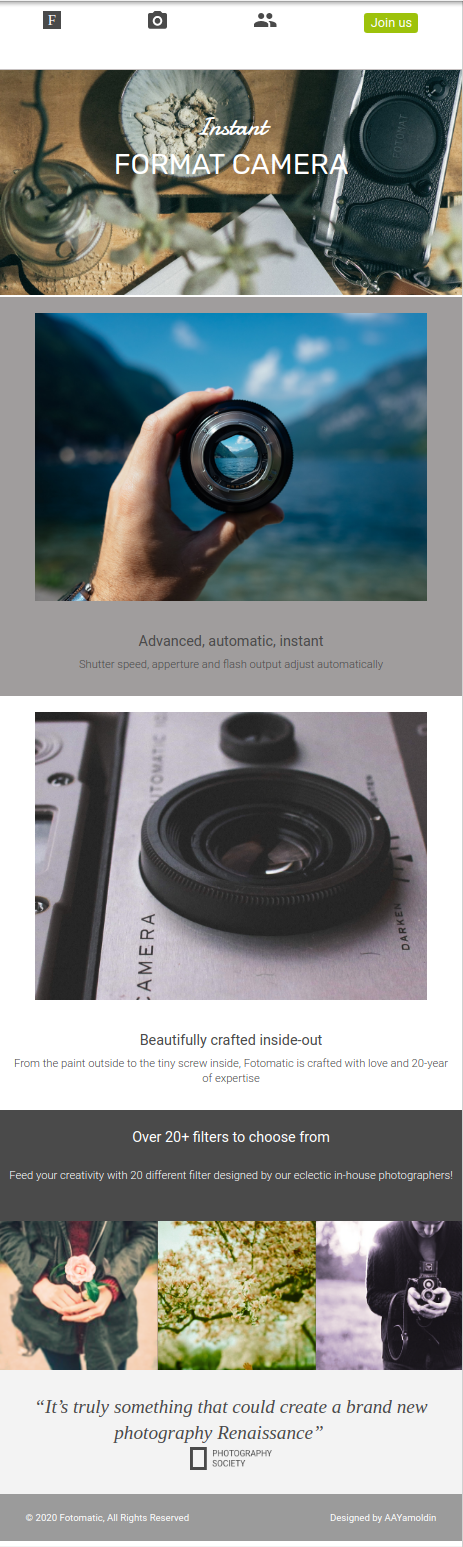 F
Join us
Instant
FORMAT CAMERA
FOTOMAT
Advanced, automatic, instant
Shutter speed, apperture and flash output adjust automatically
AUTOMATIC
CAMERA
DARKEN
Beautifully crafted inside-out
From the paint outside to the tiny screw inside, Fotomatic is crafted with love and 20-year
of expertise
Over 20+ filters to choose from
Feed your creativity with 20 different filter designed by our eclectic in-house photographers!
“It’s truly something that could create a brand new
photography Renaissance”
PHOTOGRAPHY
SOCIETY
© 2020 Fotomatic, All Rights Reserved
Designed by AAYamoldin